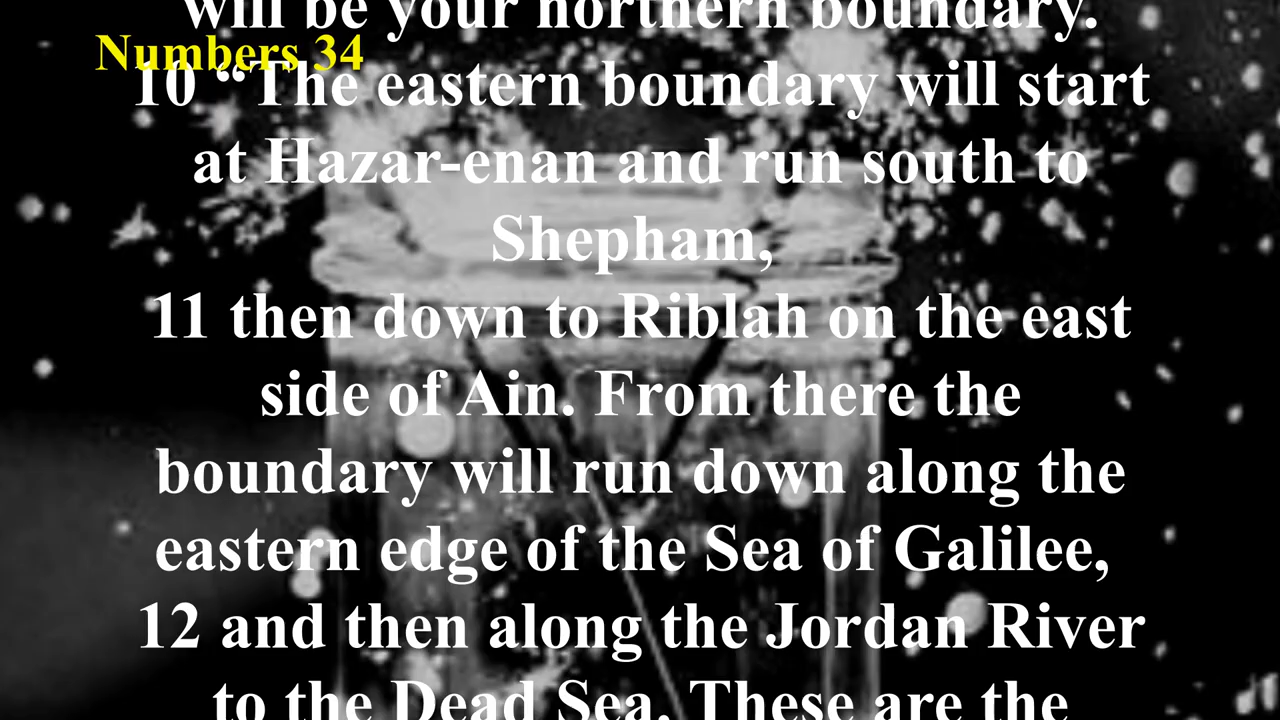 will be your northern boundary.
Numbers 34
10 “The eastern boundary will start
at Hazar-enan and run south to
Shepham,
11 then down to Riblah on the east
side of Ain. From there the
boundary will run down along the
eastern edge of the Sea of Galilee,
12 and then along the Jordan River
to the Dead Sea. These are the